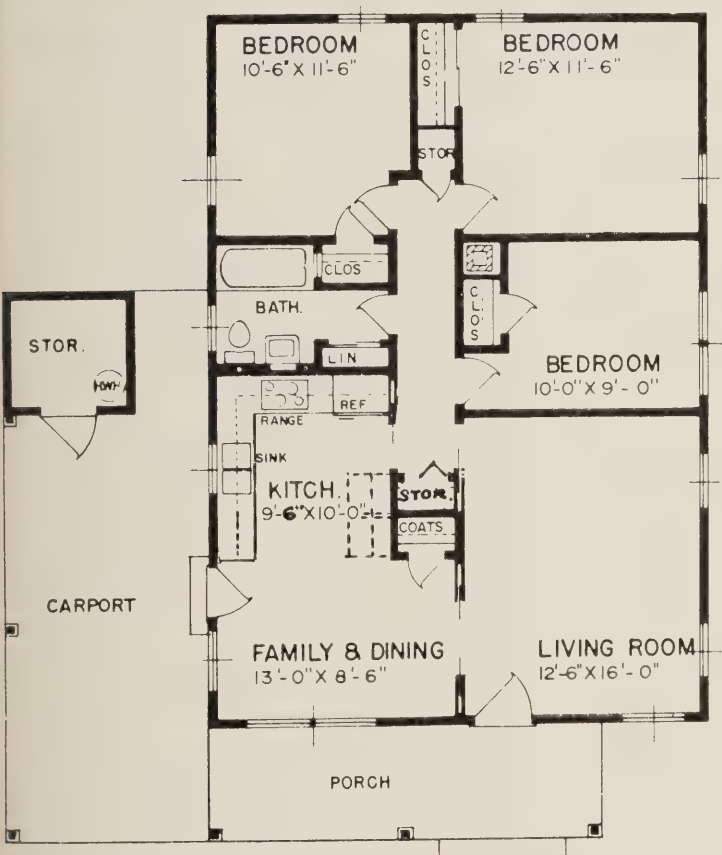 BEDROOM
10'-6" X 11'-6"
CLOS
BEDROOM
12'-6" X 11'-6"
STOR
CLOS
BATH.
LIN
CLOS
BEDROOM
10'-0" X 9'-0"
STOR.
HWH
RANGE
REF
SINK
KITCH.
9'-6" X 10'-0"
STOR.
COATS
CARPORT
FAMILY & DINING
13'-0" X 8'-6"
LIVING ROOM
12'-6" X 16'-0"
PORCH